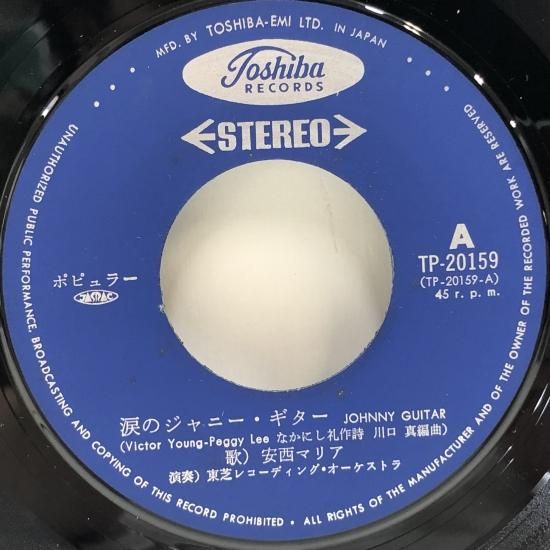 MFD. BY TOSHIBA-EMI LTD. IN JAPAN
Toshiba
RECORDS
STEREO
A
TP-20159
(TP-20159-A)
45 r. p. m.
ポピュラー
JASRAC
涙のジャニー・ギター JOHNNY GUITAR
(Victor Young-Peggy Lee なかにし礼作詩 川口 真編曲)
歌) 安西マリア
演奏) 東芝レコーディング・オーケストラ
UNAUTHORIZED PUBLIC PERFORMANCE, BROADCASTING AND COPYING OF THIS RECORD PROHIBITED • ALL RIGHTS OF THE MANUFACTURER AND OF THE OWNER OF THE RECORDED WORK ARE RESERVED